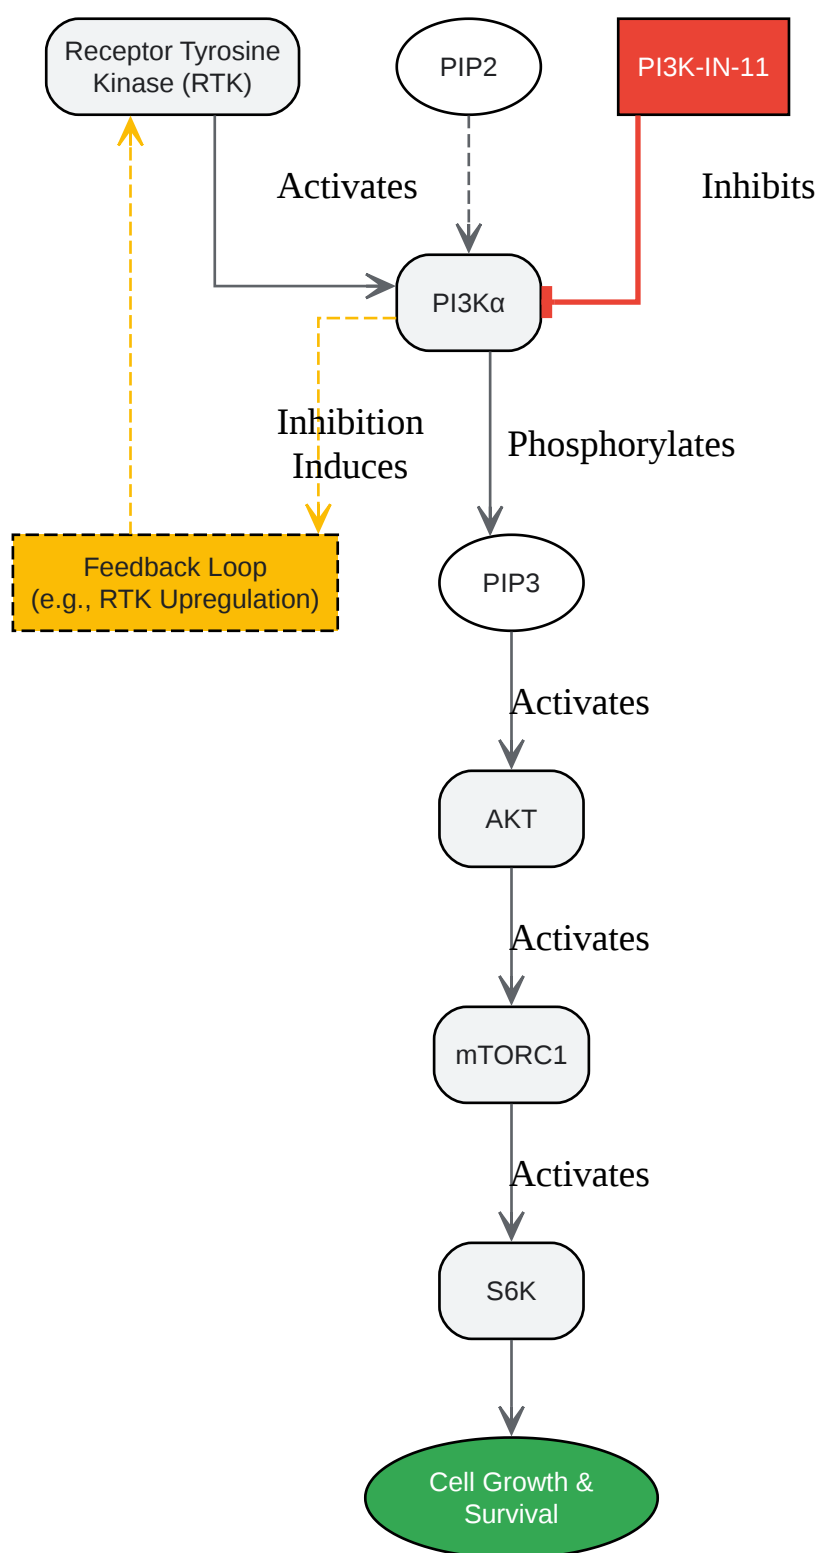 Receptor Tyrosine
Kinase (RTK)
PIP2
PI3K-IN-11
Activates
Inhibits
PI3Kα
Inhibition
Induces
Phosphorylates
Feedback Loop
(e.g., RTK Upregulation)
PIP3
Activates
AKT
Activates
mTORC1
Activates
S6K
Cell Growth &
Survival